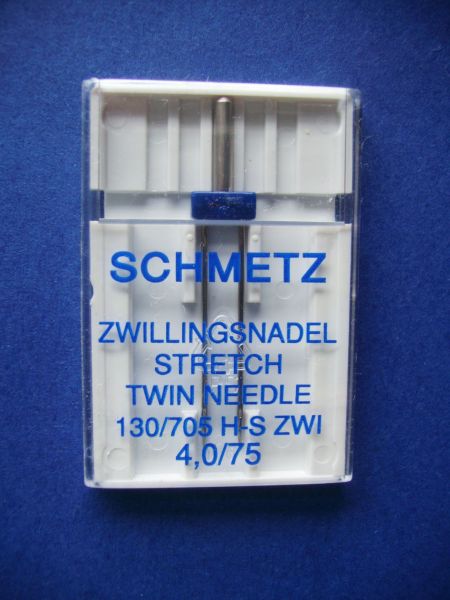 SCHMETZ
ZWILLINGSNADEL
STRETCH
TWIN NEEDLE
130/705 H-S ZWI
4,0/75